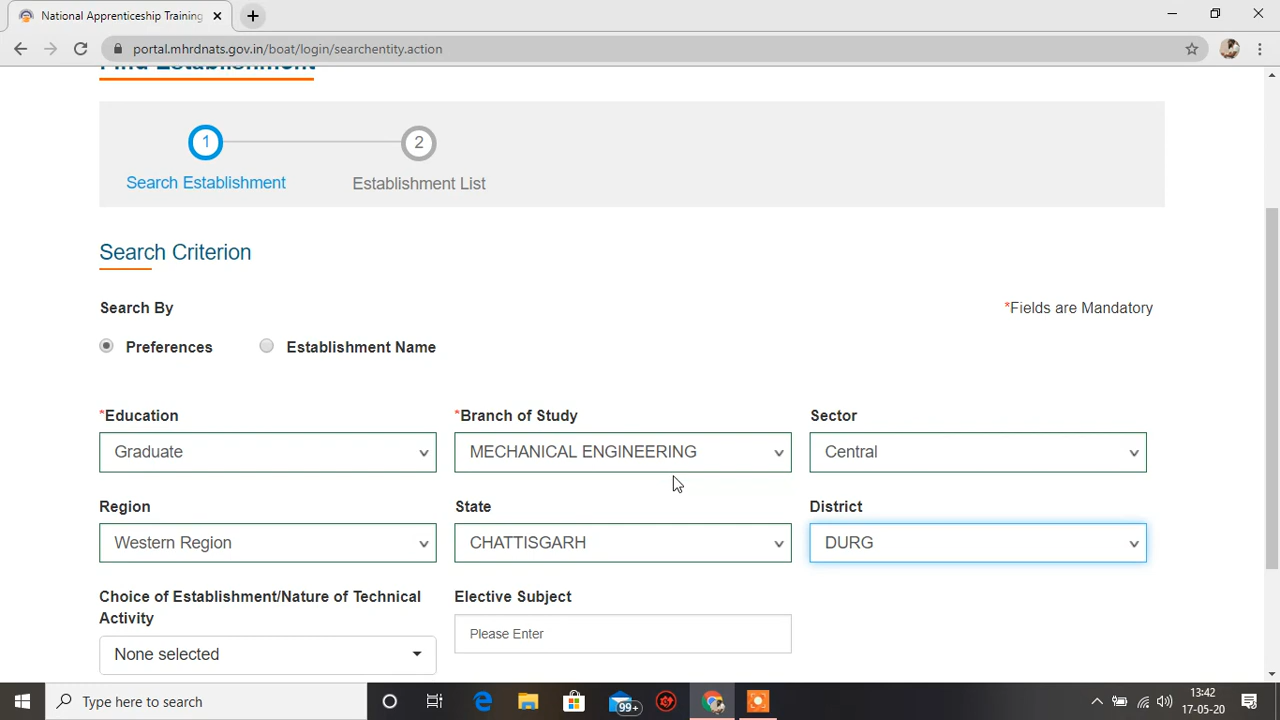 National Apprenticeship Training
portal.mhrdnats.gov.in/boat/login/searchentity.action
Find Establishment
1
2
Search Establishment
Establishment List
Search Criterion
Search By
*Fields are Mandatory
Preferences
Establishment Name
*Education
*Branch of Study
Sector
Graduate
MECHANICAL ENGINEERING
Central
Region
State
District
Western Region
CHATTISGARH
DURG
Choice of Establishment/Nature of Technical
Activity
Elective Subject
Please Enter
None selected
Type here to search
99+
13:42
17-05-20